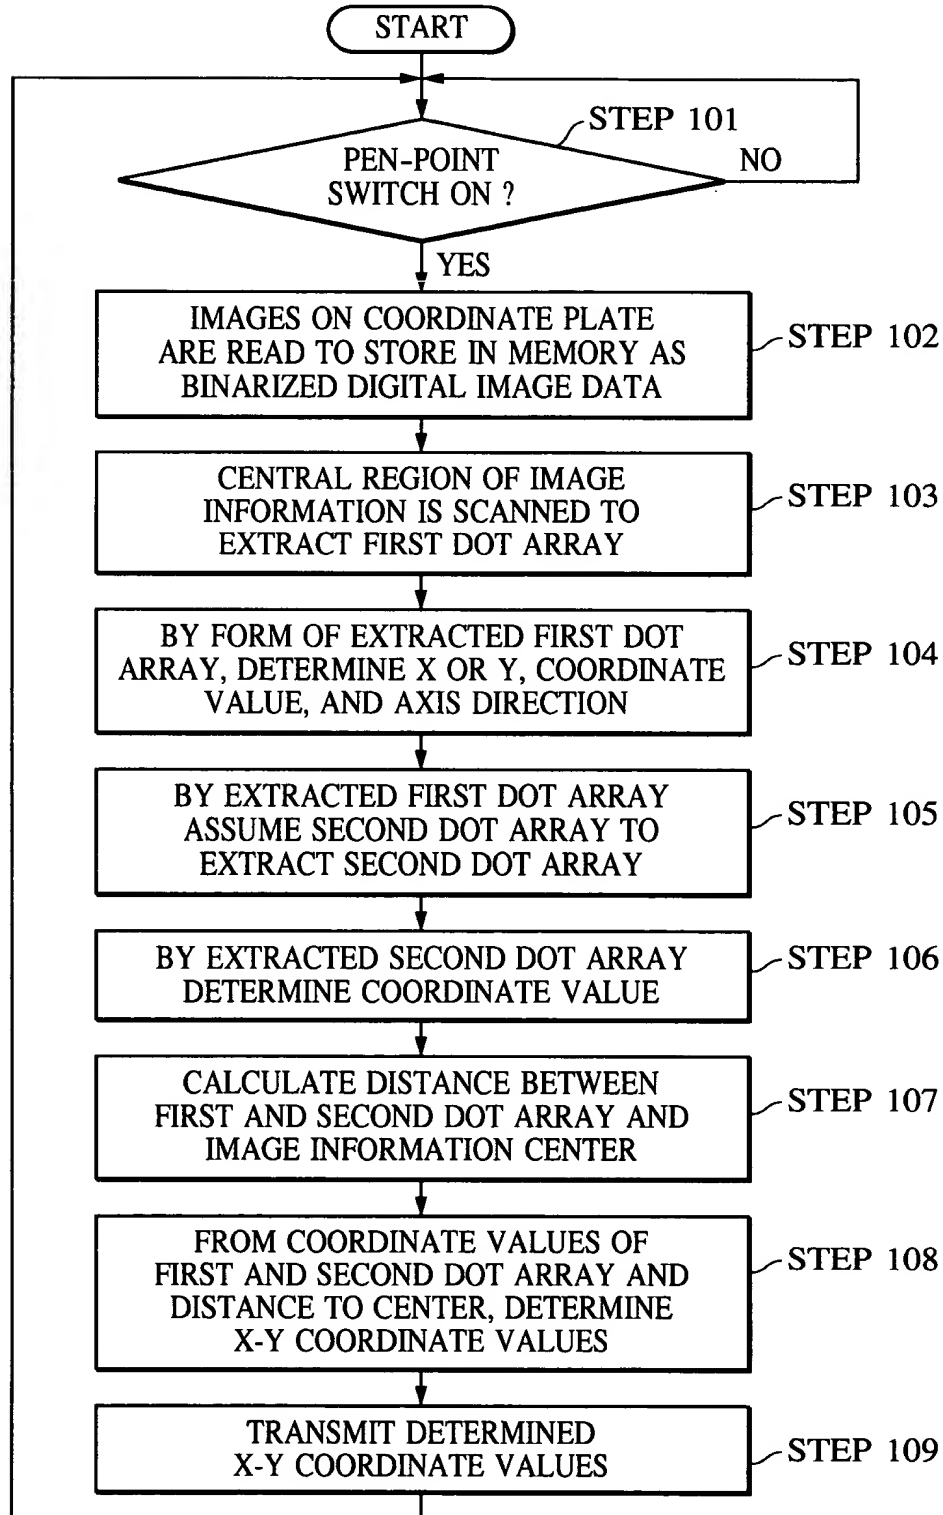 START
STEP 101
PEN-POINT
SWITCH ON ?
NO
YES
IMAGES ON COORDINATE PLATE
ARE READ TO STORE IN MEMORY AS
BINARIZED DIGITAL IMAGE DATA
STEP 102
CENTRAL REGION OF IMAGE
INFORMATION IS SCANNED TO
EXTRACT FIRST DOT ARRAY
STEP 103
BY FORM OF EXTRACTED FIRST DOT
ARRAY, DETERMINE X OR Y, COORDINATE
VALUE, AND AXIS DIRECTION
STEP 104
BY EXTRACTED FIRST DOT ARRAY
ASSUME SECOND DOT ARRAY TO
EXTRACT SECOND DOT ARRAY
STEP 105
BY EXTRACTED SECOND DOT ARRAY
DETERMINE COORDINATE VALUE
STEP 106
CALCULATE DISTANCE BETWEEN
FIRST AND SECOND DOT ARRAY AND
IMAGE INFORMATION CENTER
STEP 107
FROM COORDINATE VALUES OF
FIRST AND SECOND DOT ARRAY AND
DISTANCE TO CENTER, DETERMINE
X-Y COORDINATE VALUES
STEP 108
TRANSMIT DETERMINED
X-Y COORDINATE VALUES
STEP 109